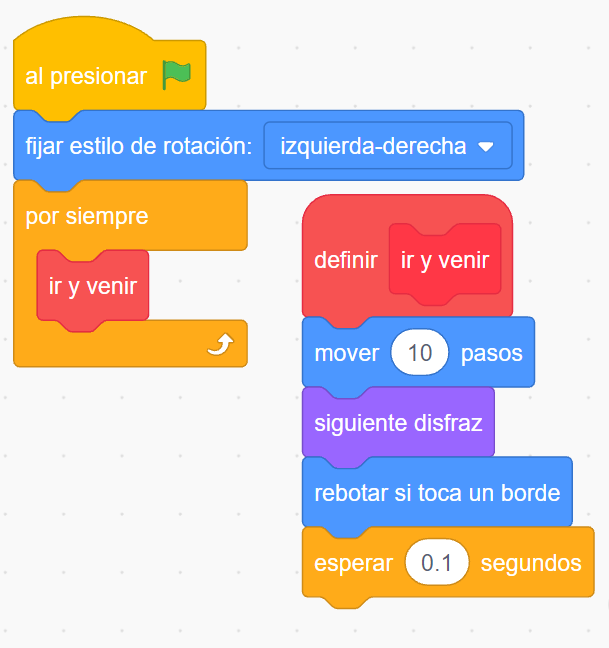 al presionar
fijar estilo de rotación: izquierda-derecha
por siempre
ir y venir
definir ir y venir
mover 10 pasos
siguiente disfraz
rebotar si toca un borde
esperar 0.1 segundos